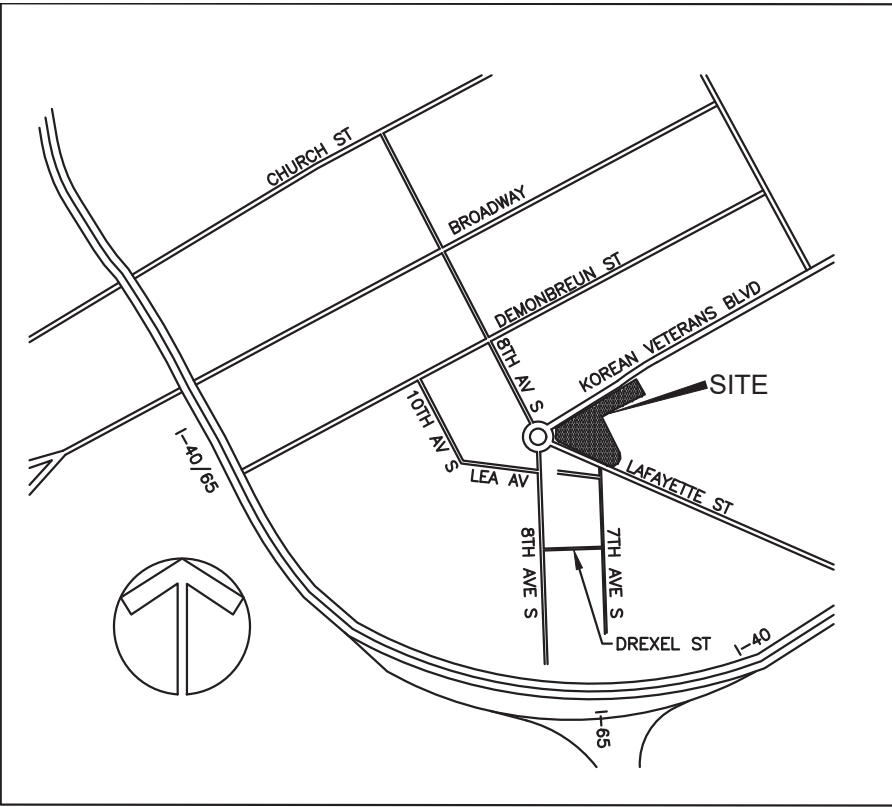 CHURCH ST
BROADWAY
DEMONBREUN ST
KOREAN VETERANS BLVD
8TH AV S
SITE
10TH AV S
I-40/65
LEA AV
LAFAYETTE ST
8TH AVE S
7TH AVE S
DREXEL ST
I-40
I-65